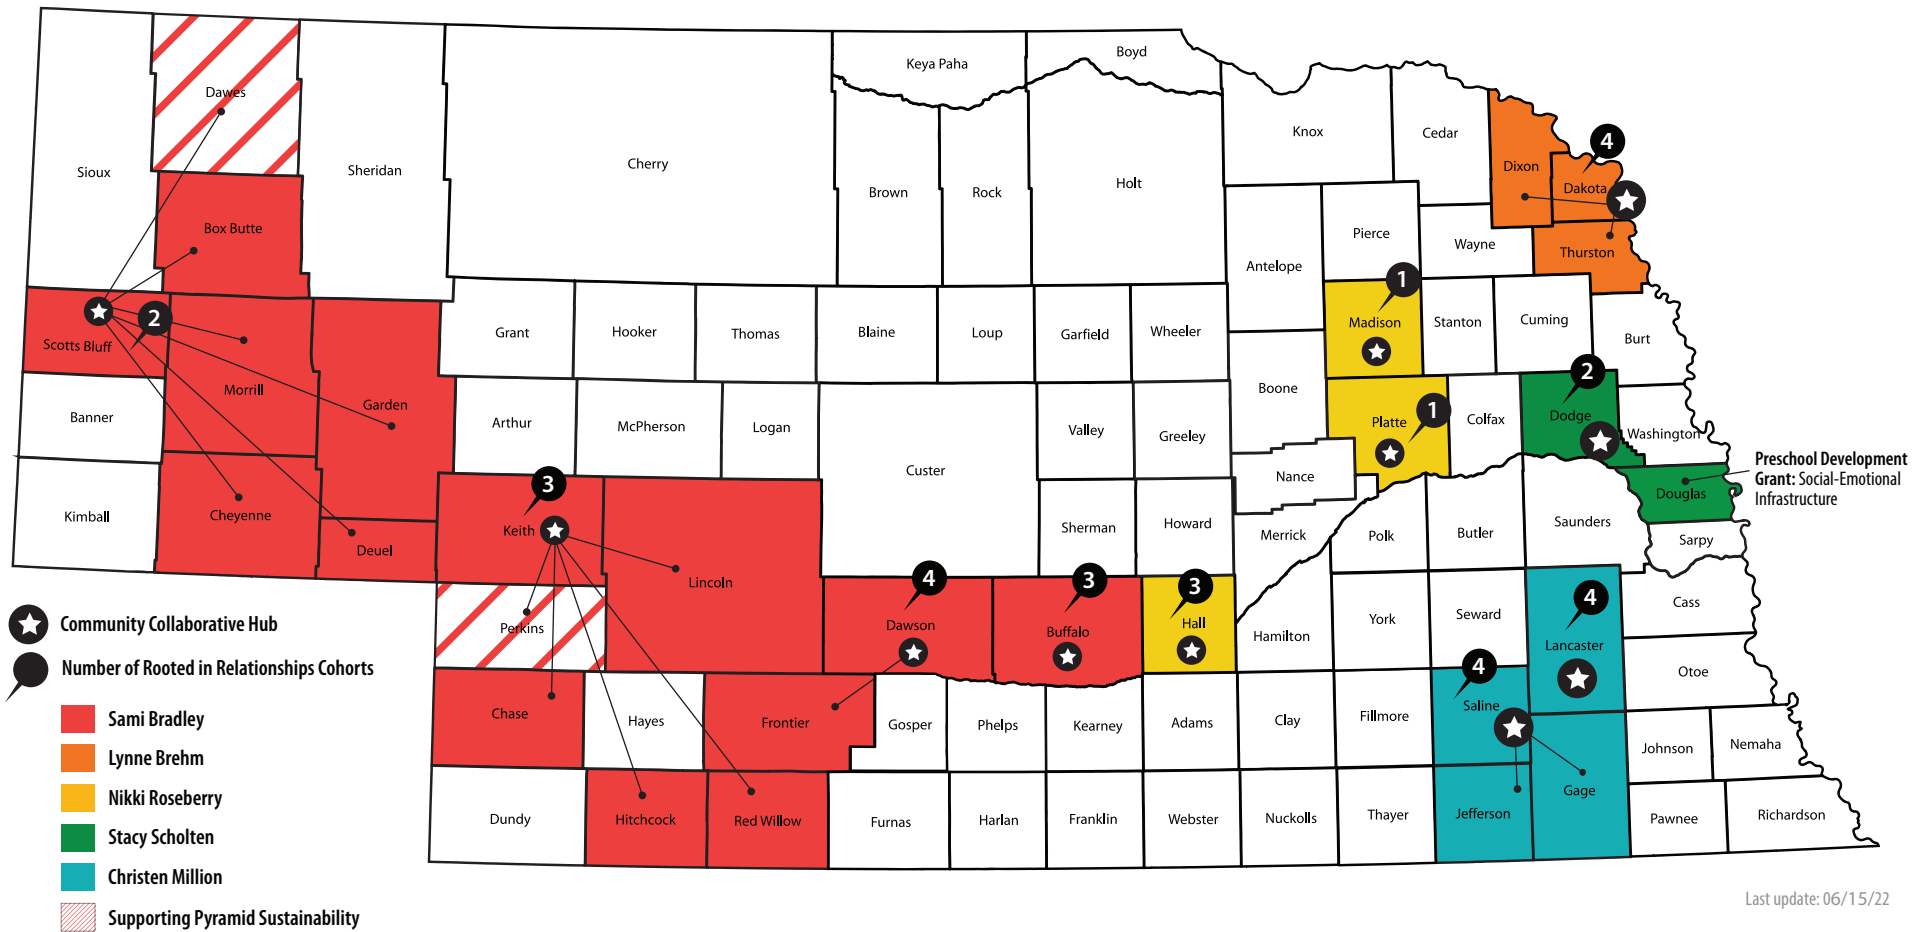 Boyd
Keya Paha
Dawes
Knox
Cedar
4
Cherry
Dixon
Sioux
Sheridan
Holt
Dakota
Brown
Rock
Box Butte
Pierce
Wayne
Thurston
Antelope
1
2
Grant
Hooker
Thomas
Blaine
Loup
Garfield
Wheeler
Madison
Stanton
Cuming
Burt
Scotts Bluff
2
Morrill
Garden
Boone
Banner
Arthur
McPherson
Logan
Valley
Greeley
Platte
1
Colfax
Dodge
Washington
Custer
Preschool Development
Grant: Social-Emotional
Infrastructure
Nance
3
Douglas
Kimball
Cheyenne
Keith
Sherman
Howard
Merrick
Polk
Butler
Saunders
Sarpy
Deuel
Lincoln
4
3
3
4
Cass
Community Collaborative Hub
Perkins
Dawson
Buffalo
Hall
Hamilton
York
Seward
Lancaster
Number of Rooted in Relationships Cohorts
4
Otoe
Sami Bradley
Chase
Hayes
Frontier
Gosper
Phelps
Kearney
Adams
Clay
Fillmore
Saline
Johnson
Nemaha
Lynne Brehm
Nikki Roseberry
Gage
Dundy
Hitchcock
Red Willow
Furnas
Harlan
Franklin
Webster
Nuckolls
Thayer
Jefferson
Pawnee
Richardson
Stacy Scholten
Christen Million
Supporting Pyramid Sustainability
Last update: 06/15/22